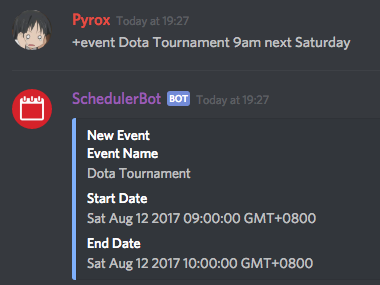 Pyrox Today at 19:27
+event Dota Tournament 9am next Saturday
SchedulerBot BOT Today at 19:27
New Event
Event Name
Dota Tournament
Start Date
Sat Aug 12 2017 09:00:00 GMT+0800
End Date
Sat Aug 12 2017 10:00:00 GMT+0800